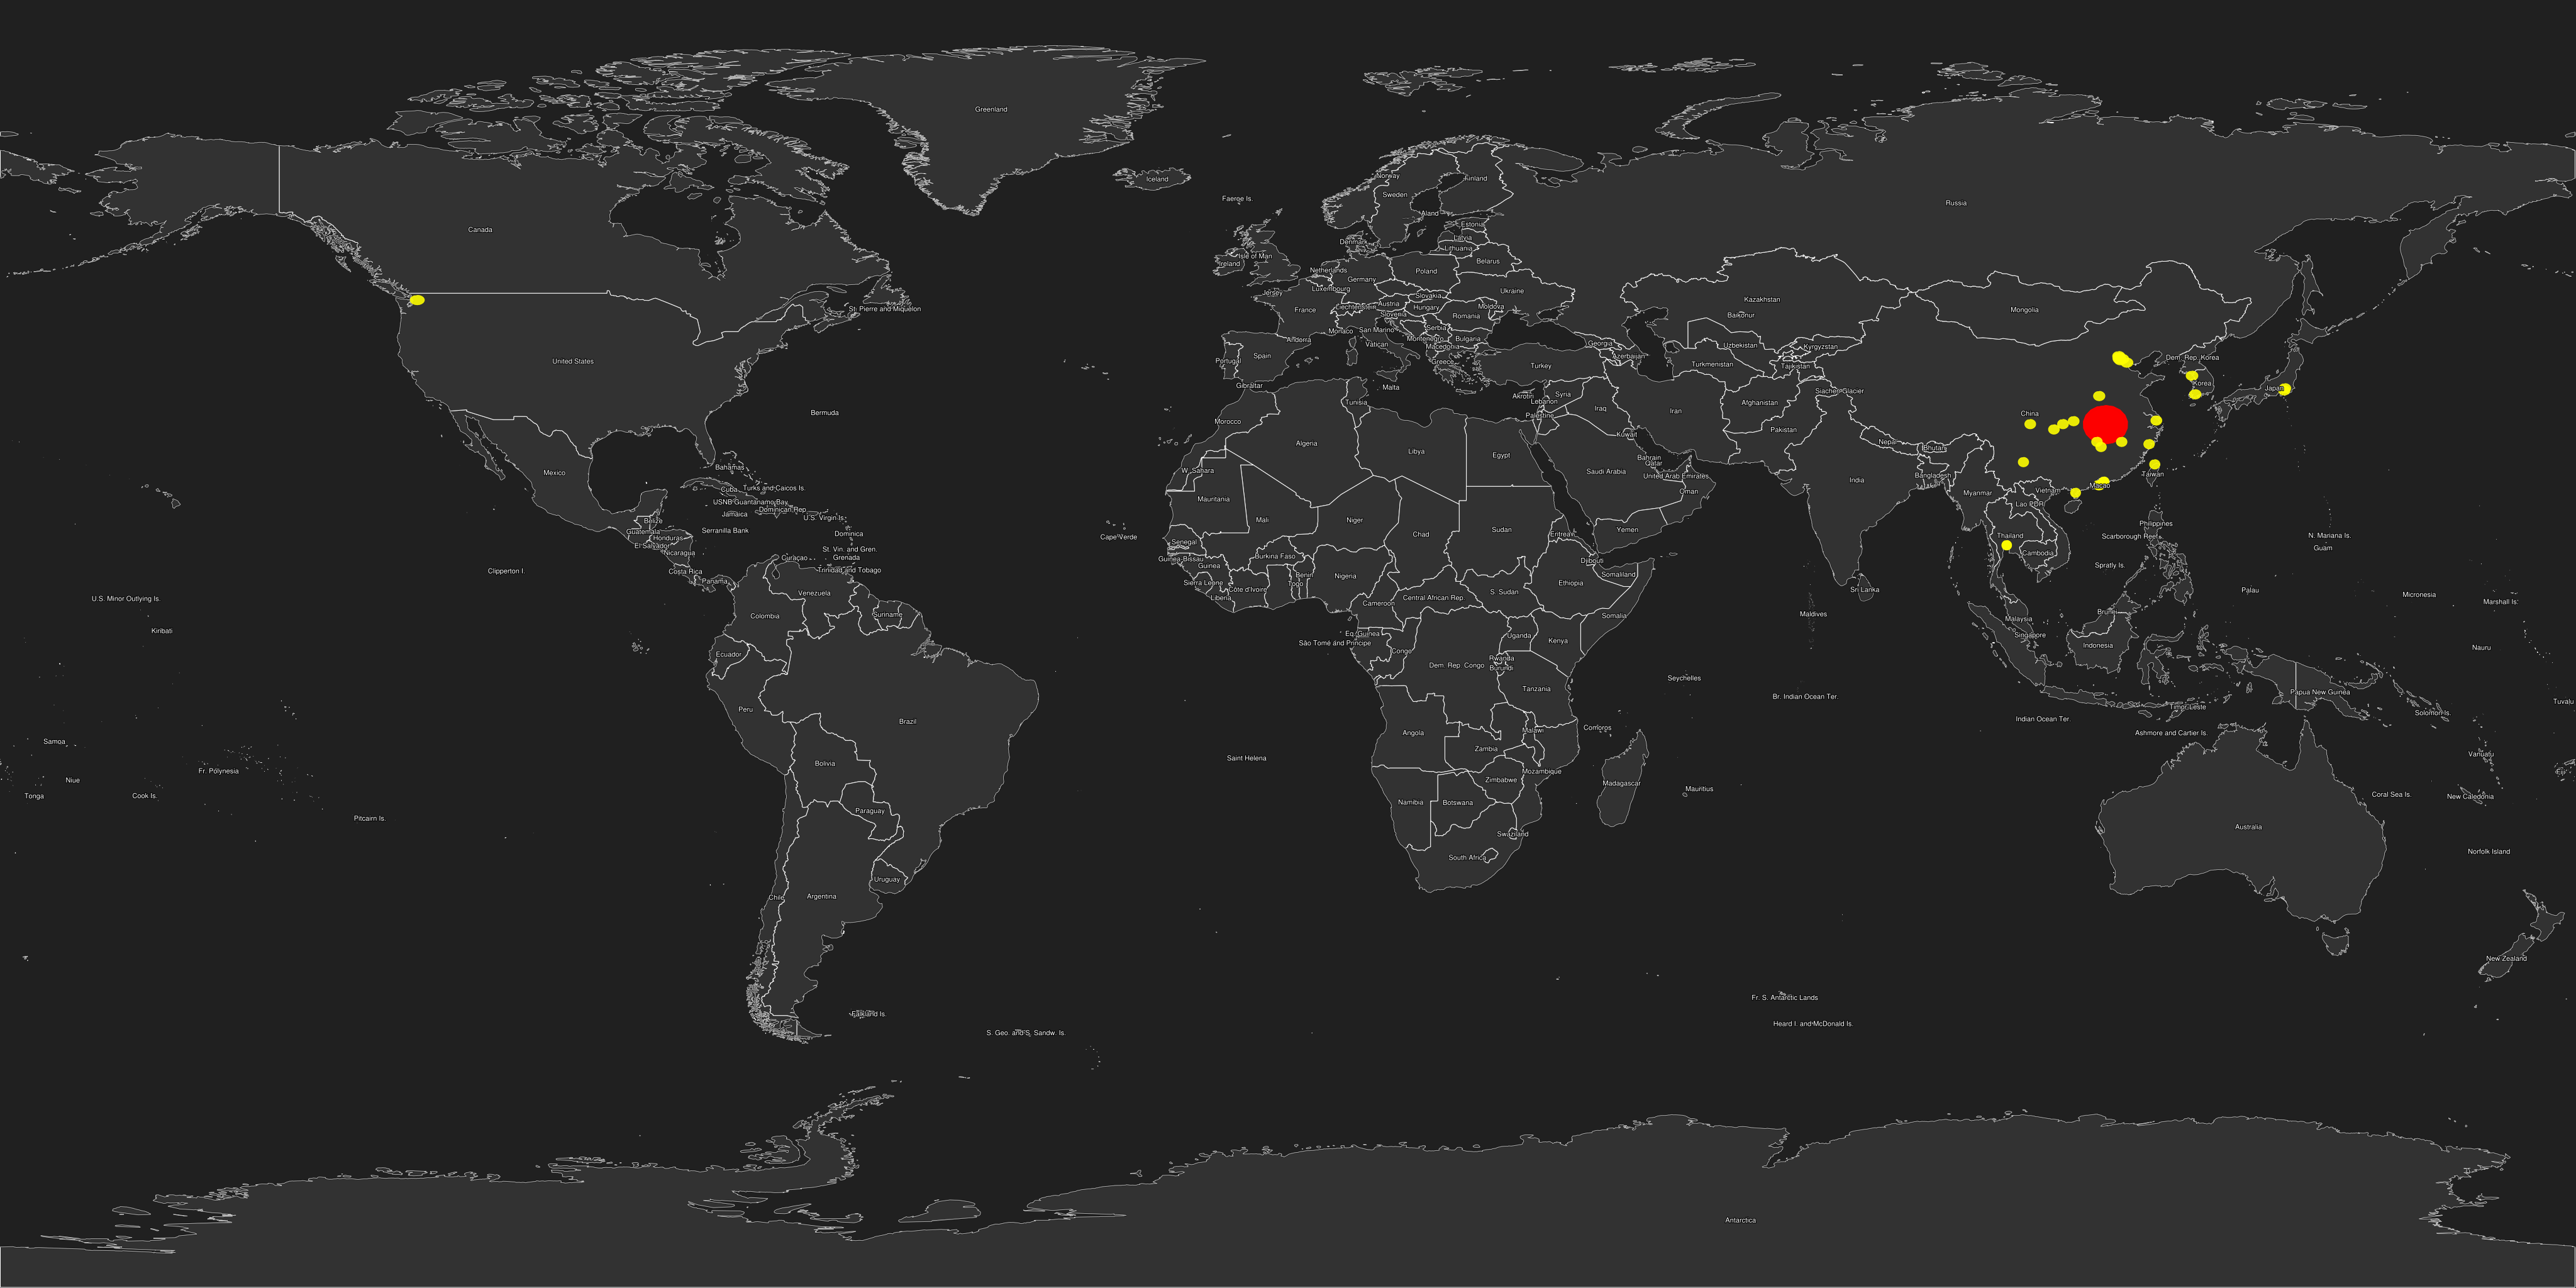 Greenland
Iceland
Norway
Finland
Sweden
Russia
Faeroe Is.
Åland
Estonia
Canada
Latvia
Denmark
Lithuania
Isle of Man
Ireland
Belarus
Netherlands
Poland
Germany
Luxembourg
Ukraine
Jersey
Slovakia
Kazakhstan
Liechtenstein
Austria
Hungary
Moldova
St. Pierre and Miquelon
France
Slovenia
Mongolia
Romania
Baikonur
Serbia
San Marino
Monaco
Montenegro
Bulgaria
Andorra
Vatican
Macedonia
Georgia
Uzbekistan
Kyrgyzstan
Azerbaijan
Spain
Portugal
Greece
United States
Turkey
Turkmenistan
Tajikistan
Dem. Rep. Korea
Korea
Gibraltar
Malta
Japan
Siachen Glacier
Syria
Akrotiri
Lebanon
Tunisia
Afghanistan
Iraq
Iran
Bermuda
China
Palestine
Morocco
Pakistan
Kuwait
Algeria
Nepal
Bhutan
Libya
Egypt
Bahrain
Qatar
Bahamas
W. Sahara
Mexico
Saudi Arabia
United Arab Emirates
Bangladesh
Taiwan
India
Macao
Turks and Caicos Is.
Cuba
Vietnam
Oman
Myanmar
Mauritania
USNB Guantanamo Bay
Lao PDR
Dominican Rep.
Jamaica
U.S. Virgin Is.
Mali
Niger
Belize
Philippines
Serranilla Bank
Sudan
Yemen
Guatemala
Dominica
Chad
Eritrea
Honduras
Thailand
Scarborough Reef
N. Mariana Is.
Cape Verde
Senegal
El Salvador
Guam
St. Vin. and Gren.
Nicaragua
Cambodia
Burkina Faso
Grenada
Curaçao
Guinea-Bissau
Djibouti
Guinea
Spratly Is.
Clipperton I.
Costa Rica
Trinidad and Tobago
Benin
Nigeria
Somaliland
Panama
Sierra Leone
Togo
Ethiopia
Côte d'Ivoire
Sri Lanka
Palau
Venezuela
S. Sudan
Micronesia
Liberia
Central African Rep.
U.S. Minor Outlying Is.
Marshall Is.
Cameroon
Brunei
Maldives
Suriname
Colombia
Somalia
Malaysia
Kiribati
Eq. Guinea
Uganda
Singapore
Kenya
São Tomé and Principe
Indonesia
Nauru
Congo
Ecuador
Rwanda
Dem. Rep. Congo
Burundi
Seychelles
Tanzania
Papua New Guinea
Br. Indian Ocean Ter.
Tuvalu
Timor-Leste
Peru
Solomon Is.
Indian Ocean Ter.
Brazil
Comoros
Malawi
Angola
Ashmore and Cartier Is.
Samoa
Zambia
Vanuatu
Saint Helena
Bolivia
Fr. Polynesia
Mozambique
Fiji
Niue
Zimbabwe
Madagascar
Mauritius
Coral Sea Is.
Tonga
Cook Is.
New Caledonia
Namibia
Botswana
Paraguay
Pitcairn Is.
Australia
Swaziland
Norfolk Island
South Africa
Uruguay
Argentina
Chile
New Zealand
Fr. S. Antarctic Lands
Falkland Is.
Heard I. and McDonald Is.
S. Geo. and S. Sandw. Is.
Antarctica